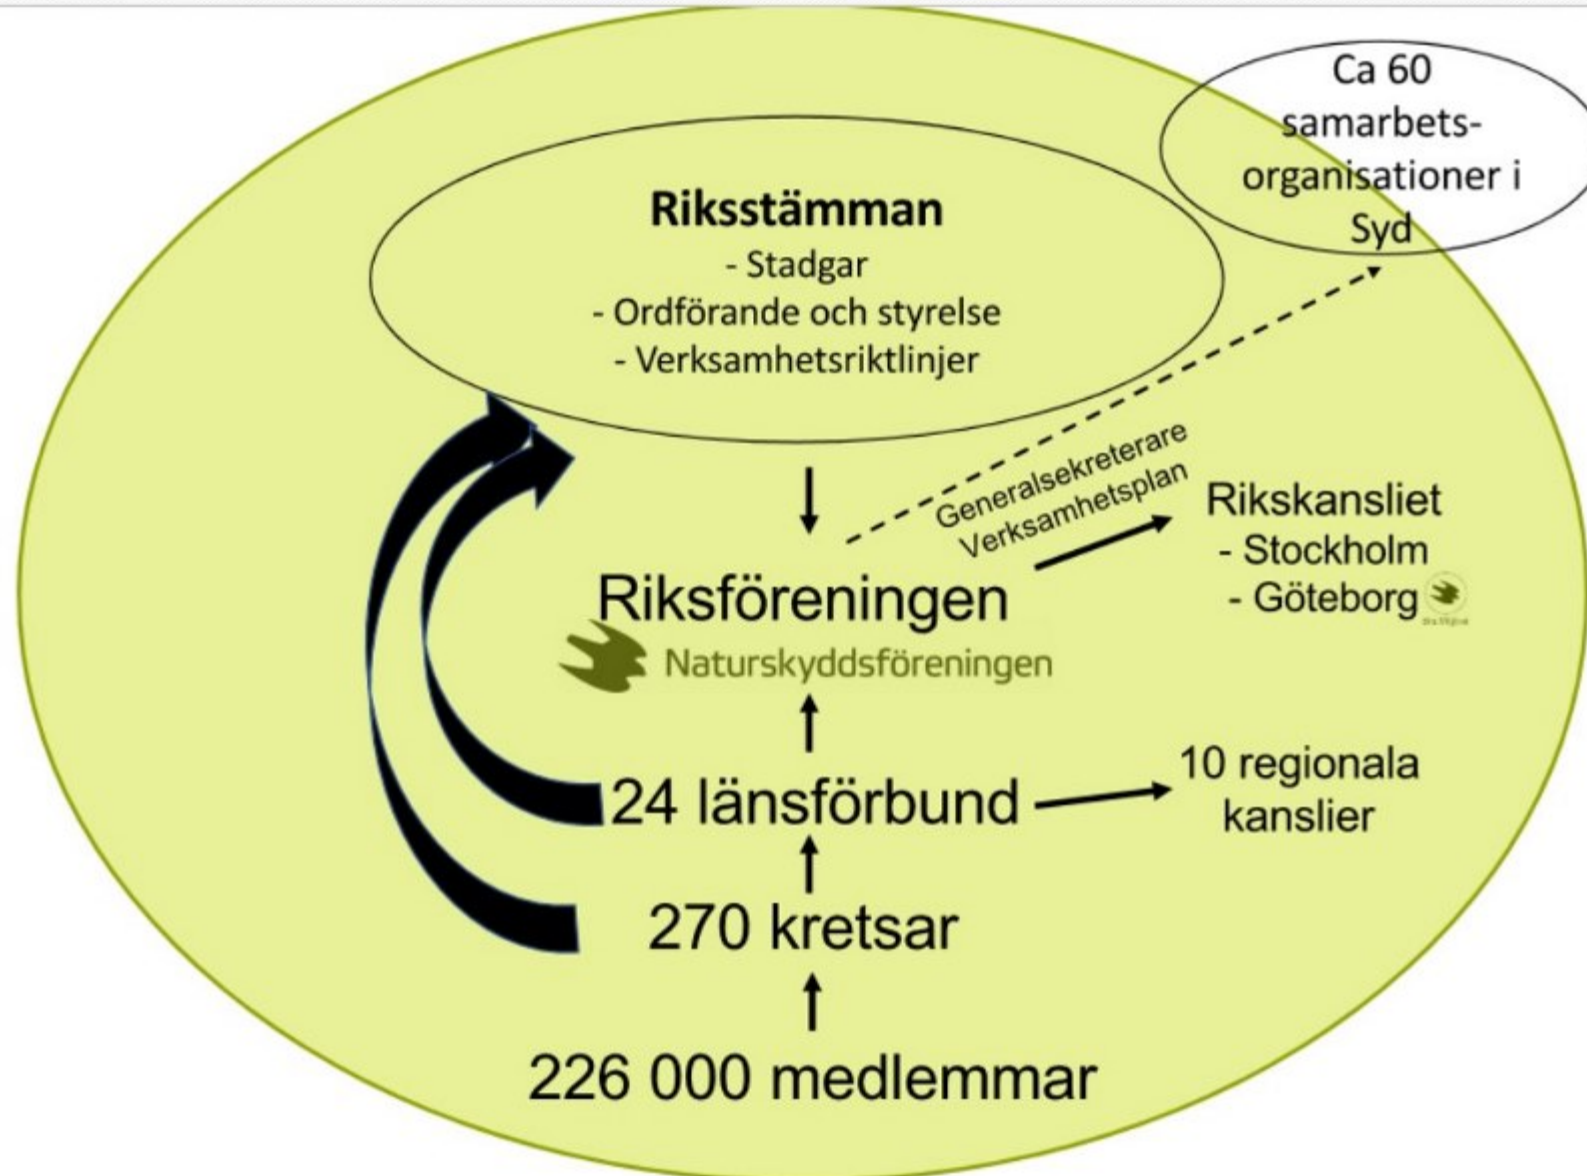 Ca 60
samarbets-
organisationer i
Syd
Riksstämman
- Stadgar
- Ordförande och styrelse
- Verksamhetsriktlinjer
Generalsekreterare
Verksamhetsplan
Rikskansliet
- Stockholm
- Göteborg
Riksföreningen
Naturskyddsföreningen
24 länsförbund
10 regionala
kanslier
270 kretsar
226 000 medlemmar